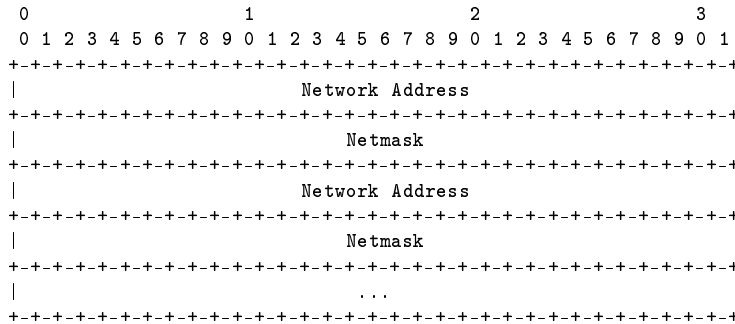 0                   1                   2                   3
 0 1 2 3 4 5 6 7 8 9 0 1 2 3 4 5 6 7 8 9 0 1 2 3 4 5 6 7 8 9 0 1
+-+-+-+-+-+-+-+-+-+-+-+-+-+-+-+-+-+-+-+-+-+-+-+-+-+-+-+-+-+-+-+-+
|                         Network Address
+-+-+-+-+-+-+-+-+-+-+-+-+-+-+-+-+-+-+-+-+-+-+-+-+-+-+-+-+-+-+-+-+
|                             Netmask
+-+-+-+-+-+-+-+-+-+-+-+-+-+-+-+-+-+-+-+-+-+-+-+-+-+-+-+-+-+-+-+-+
|                         Network Address
+-+-+-+-+-+-+-+-+-+-+-+-+-+-+-+-+-+-+-+-+-+-+-+-+-+-+-+-+-+-+-+-+
|                             Netmask
+-+-+-+-+-+-+-+-+-+-+-+-+-+-+-+-+-+-+-+-+-+-+-+-+-+-+-+-+-+-+-+-+
|                              ...
+-+-+-+-+-+-+-+-+-+-+-+-+-+-+-+-+-+-+-+-+-+-+-+-+-+-+-+-+-+-+-+-+